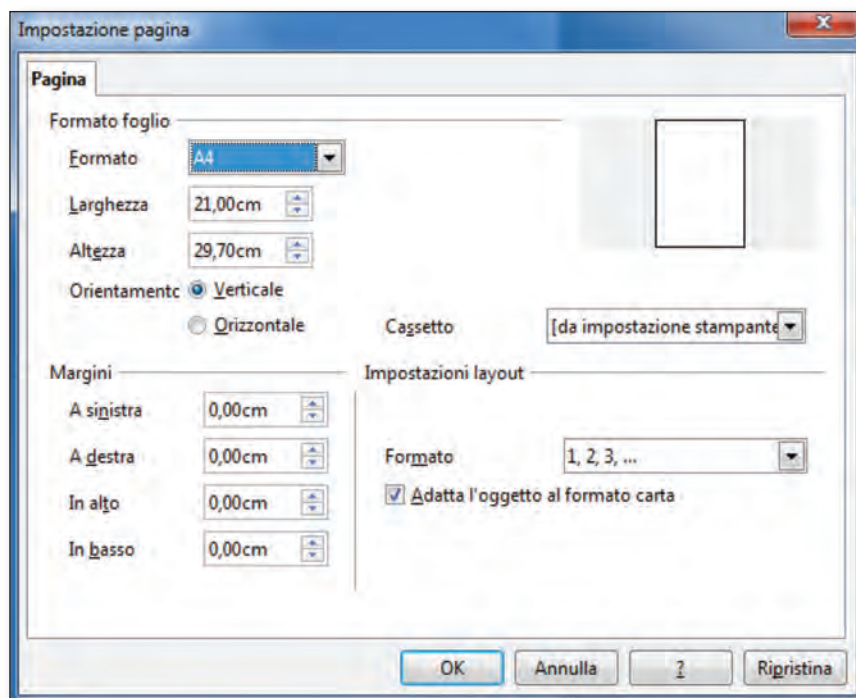 Impostazione pagina
Pagina
Formato foglio
Formato A4
Larghezza 21,00cm
Altezza 29,70cm
Orientamentc Verticale
Orizzontale
Cassetto [da impostazione stampante
Margini
A sinistra 0,00cm
A destra 0,00cm
In alto 0,00cm
In basso 0,00cm
Impostazioni layout
Formato 1, 2, 3, ...
Adatta l'oggetto al formato carta
OK Annulla ? Ripristina